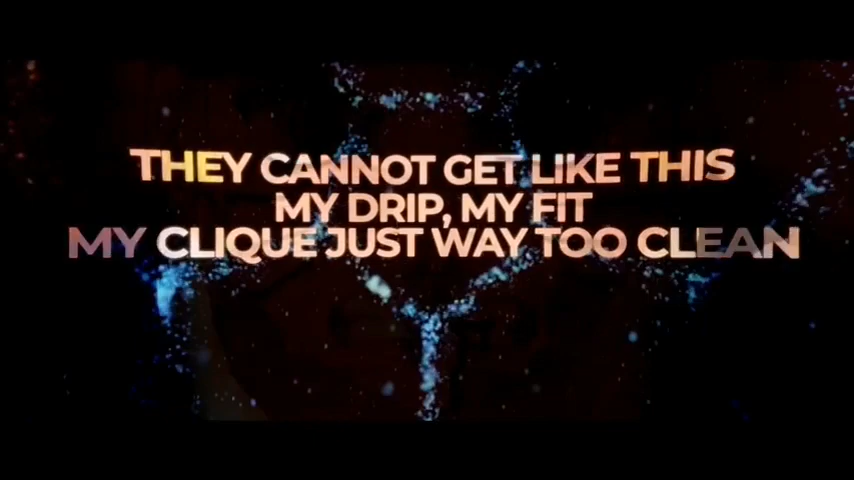 THEY CANNOT GET LIKE THIS
MY DRIP, MY FIT
MY CLIQUE JUST WAY TOO CLEAN